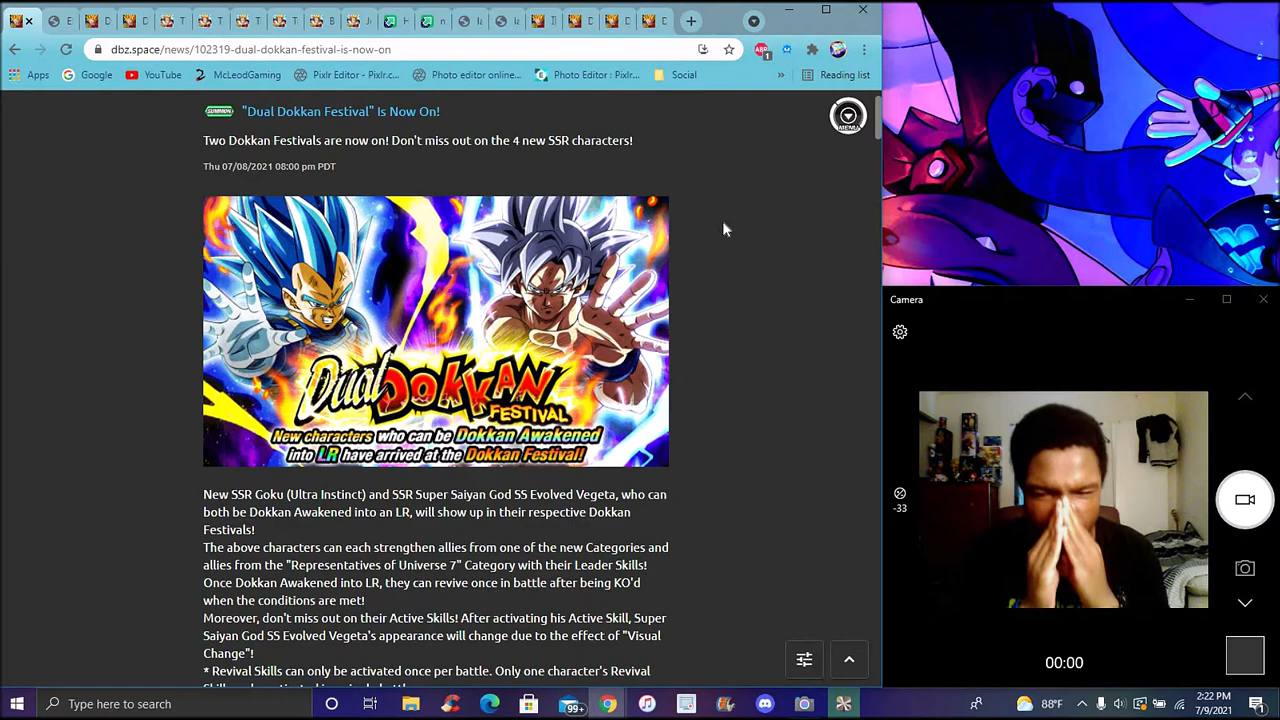 dbz.space/news/102319-dual-dokkan-festival-is-now-on
Apps
Google
YouTube
McLeodGaming
Pixlr Editor - Pixlr.c...
Photo editor online...
Photo Editor : Pixlr...
Social
»
Reading list
SUMMON "Dual Dokkan Festival" Is Now On!
MENU
Two Dokkan Festivals are now on! Don't miss out on the 4 new SSR characters!
Thu 07/08/2021 08:00 pm PDT
Dual DOKKAN
FESTIVAL
New characters who can be Dokkan Awakened
into LR have arrived at the Dokkan Festival!
New SSR Goku (Ultra Instinct) and SSR Super Saiyan God SS Evolved Vegeta, who can
both be Dokkan Awakened into an LR, will show up in their respective Dokkan
Festivals!
The above characters can each strengthen allies from one of the new Categories and
allies from the "Representatives of Universe 7" Category with their Leader Skills!
Once Dokkan Awakened into LR, they can revive once in battle after being KO'd
when the conditions are met!
Moreover, don't miss out on their Active Skills! After activating his Active Skill, Super
Saiyan God SS Evolved Vegeta's appearance will change due to the effect of "Visual
Change"!
* Revival Skills can only be activated once per battle. Only one character's Revival
Camera
-33
00:00
Type here to search
99+
88°F
2:22 PM
7/9/2021